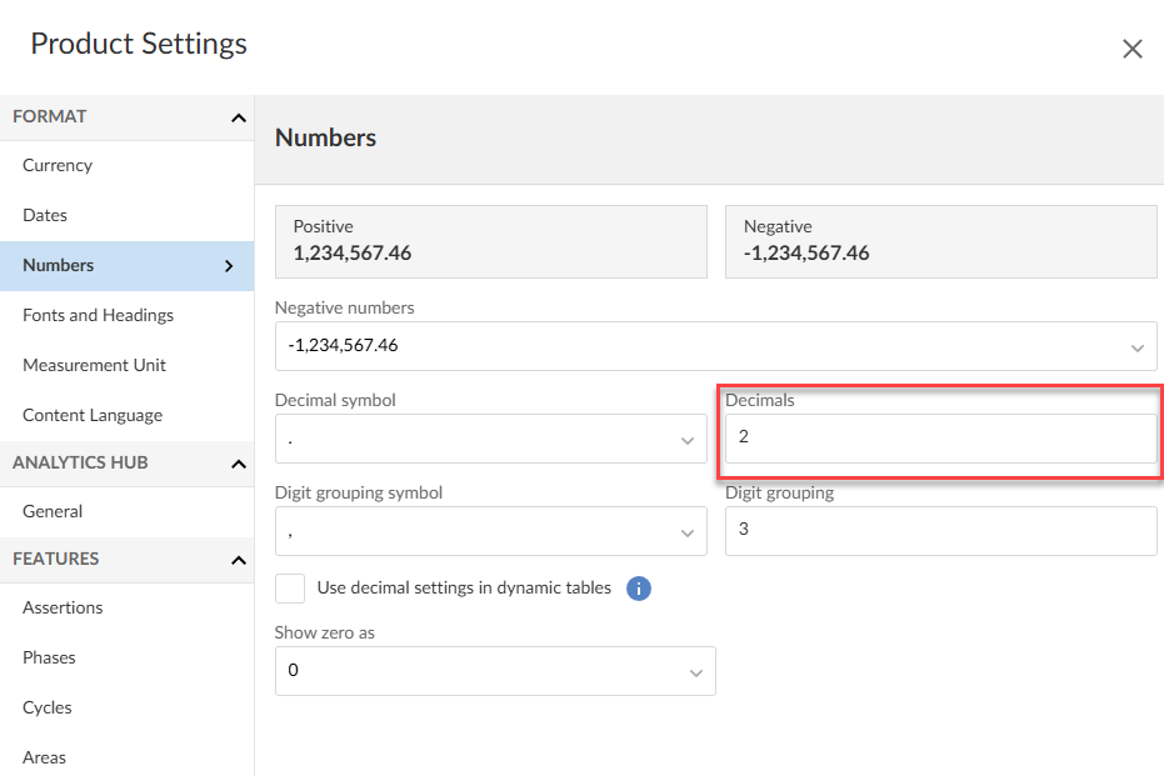 Product Settings
FORMAT
Currency
Dates
Numbers
Fonts and Headings
Measurement Unit
Content Language
ANALYTICS HUB
General
FEATURES
Assertions
Phases
Cycles
Areas
Numbers
Positive
1,234,567.46
Negative
-1,234,567.46
Negative numbers
-1,234,567.46
Decimal symbol
.
Decimals
2
Digit grouping symbol
,
Digit grouping
3
Use decimal settings in dynamic tables
i
Show zero as
0